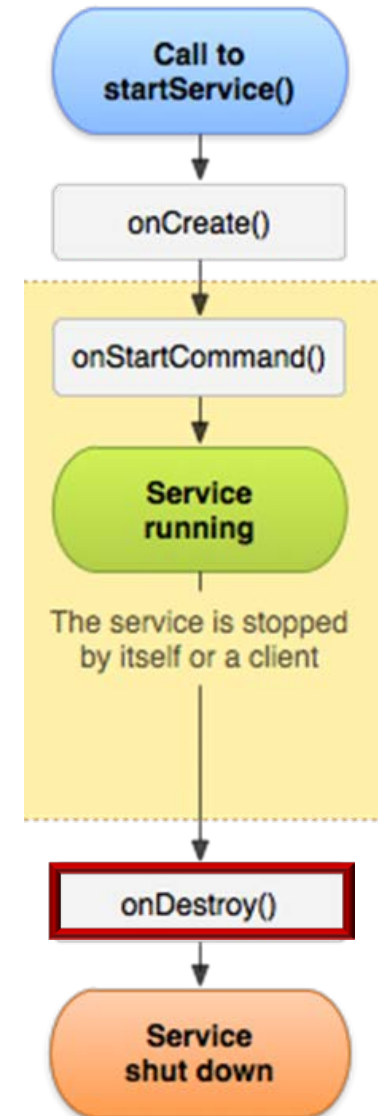 Call to
startService()
onCreate()
onStartCommand()
Service
running
The service is stopped
by itself or a client
onDestroy()
Service
shut down